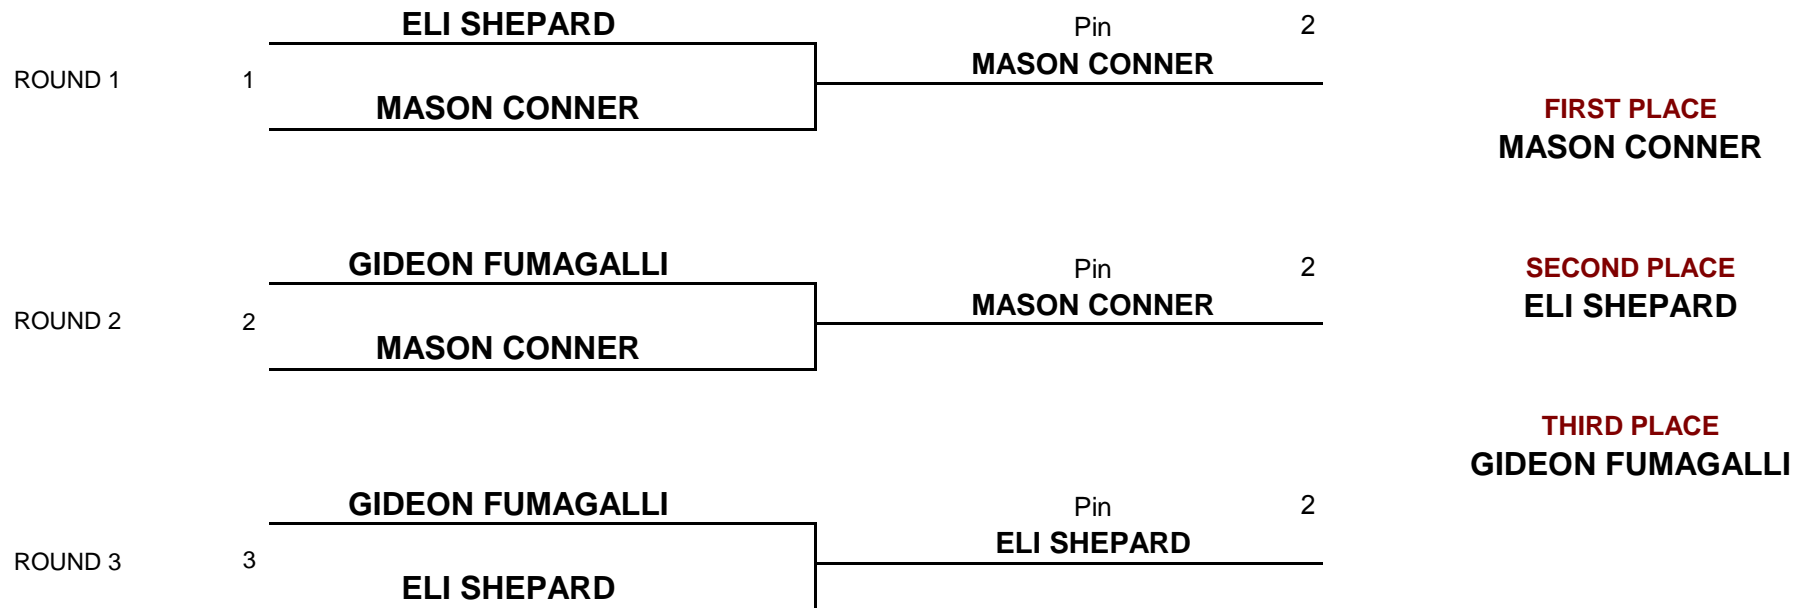 ELI SHEPARD
Pin 2
MASON CONNER
ROUND 1 1
MASON CONNER
FIRST PLACE
MASON CONNER
GIDEON FUMAGALLI
Pin 2
SECOND PLACE
MASON CONNER
ELI SHEPARD
ROUND 2 2
MASON CONNER
THIRD PLACE
GIDEON FUMAGALLI
GIDEON FUMAGALLI
Pin 2
ELI SHEPARD
ROUND 3 3
ELI SHEPARD